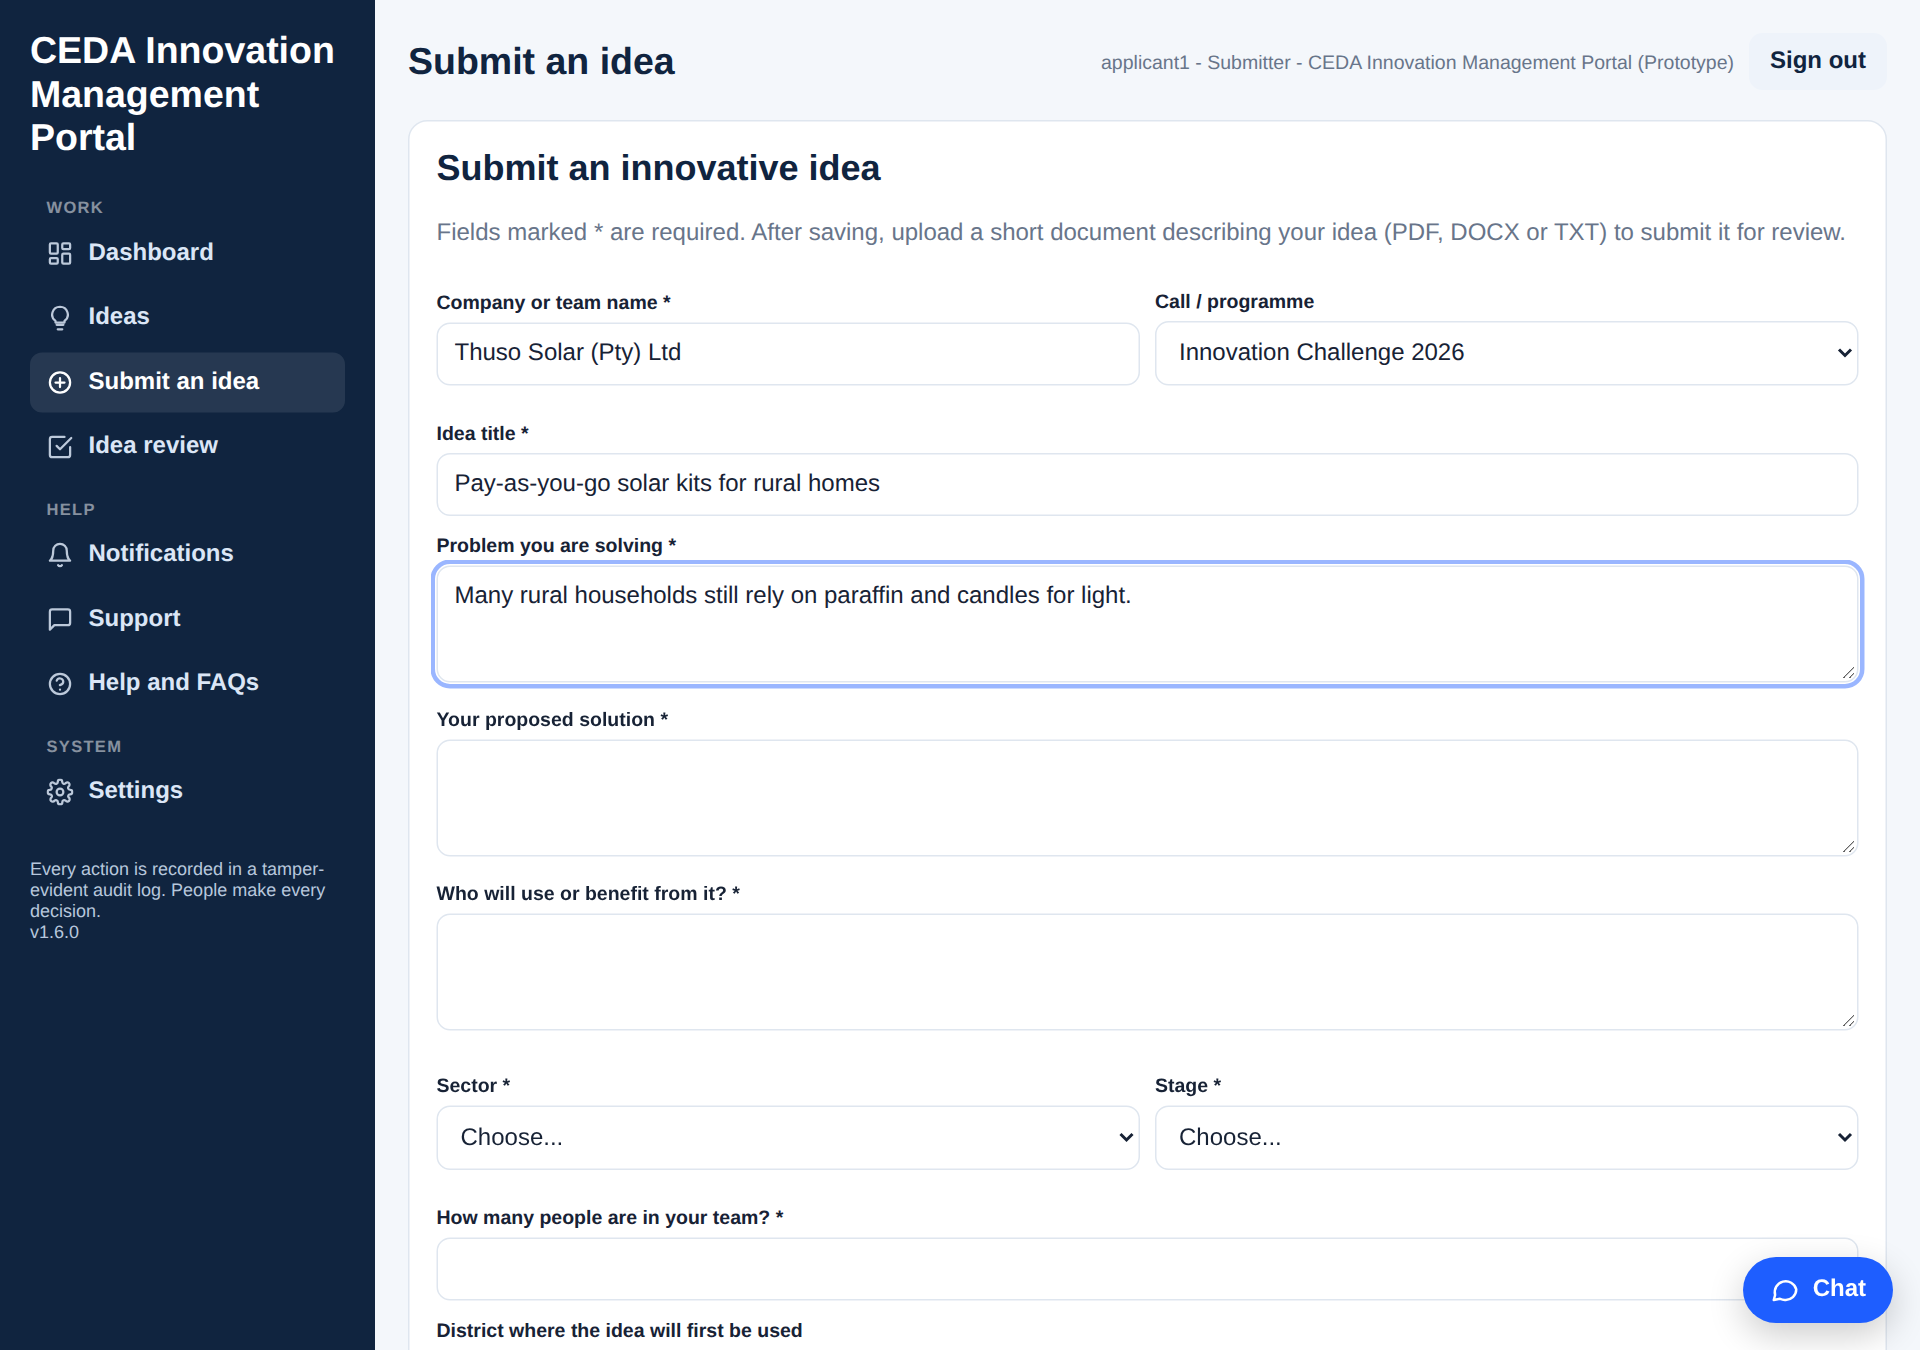 CEDA Innovation
Management
Portal
WORK
Dashboard
Ideas
Submit an idea
Idea review
HELP
Notifications
Support
Help and FAQs
SYSTEM
Settings
Every action is recorded in a tamper-
evident audit log. People make every
decision.
v1.6.0
Submit an idea
applicant1 - Submitter - CEDA Innovation Management Portal (Prototype)
Sign out
Submit an innovative idea
Fields marked * are required. After saving, upload a short document describing your idea (PDF, DOCX or TXT) to submit it for review.
Company or team name *
Thuso Solar (Pty) Ltd
Call / programme
Innovation Challenge 2026
Idea title *
Pay-as-you-go solar kits for rural homes
Problem you are solving *
Many rural households still rely on paraffin and candles for light.
Your proposed solution *
Who will use or benefit from it? *
Sector *
Choose...
Stage *
Choose...
How many people are in your team? *
District where the idea will first be used
Chat